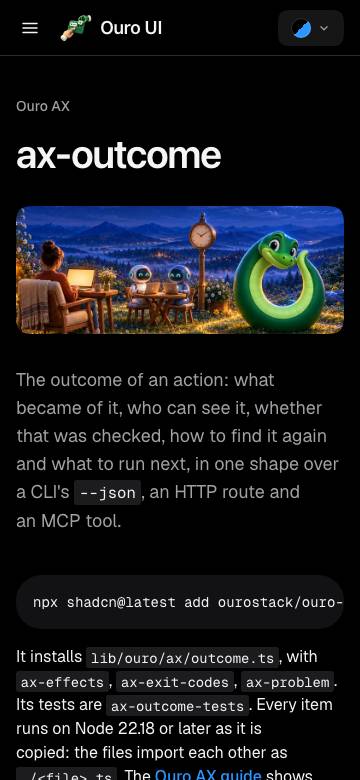 Ouro UI
Ouro AX
ax-outcome
The outcome of an action: what
became of it, who can see it, whether
that was checked, how to find it again
and what to run next, in one shape over
a CLI's --json, an HTTP route and
an MCP tool.
npx shadcn@latest add ourostack/ouro-
It installs lib/ouro/ax/outcome.ts, with
ax-effects, ax-exit-codes, ax-problem.
Its tests are ax-outcome-tests. Every item
runs on Node 22.18 or later as it is
copied: the files import each other as
./<file>.ts. The Ouro AX guide shows